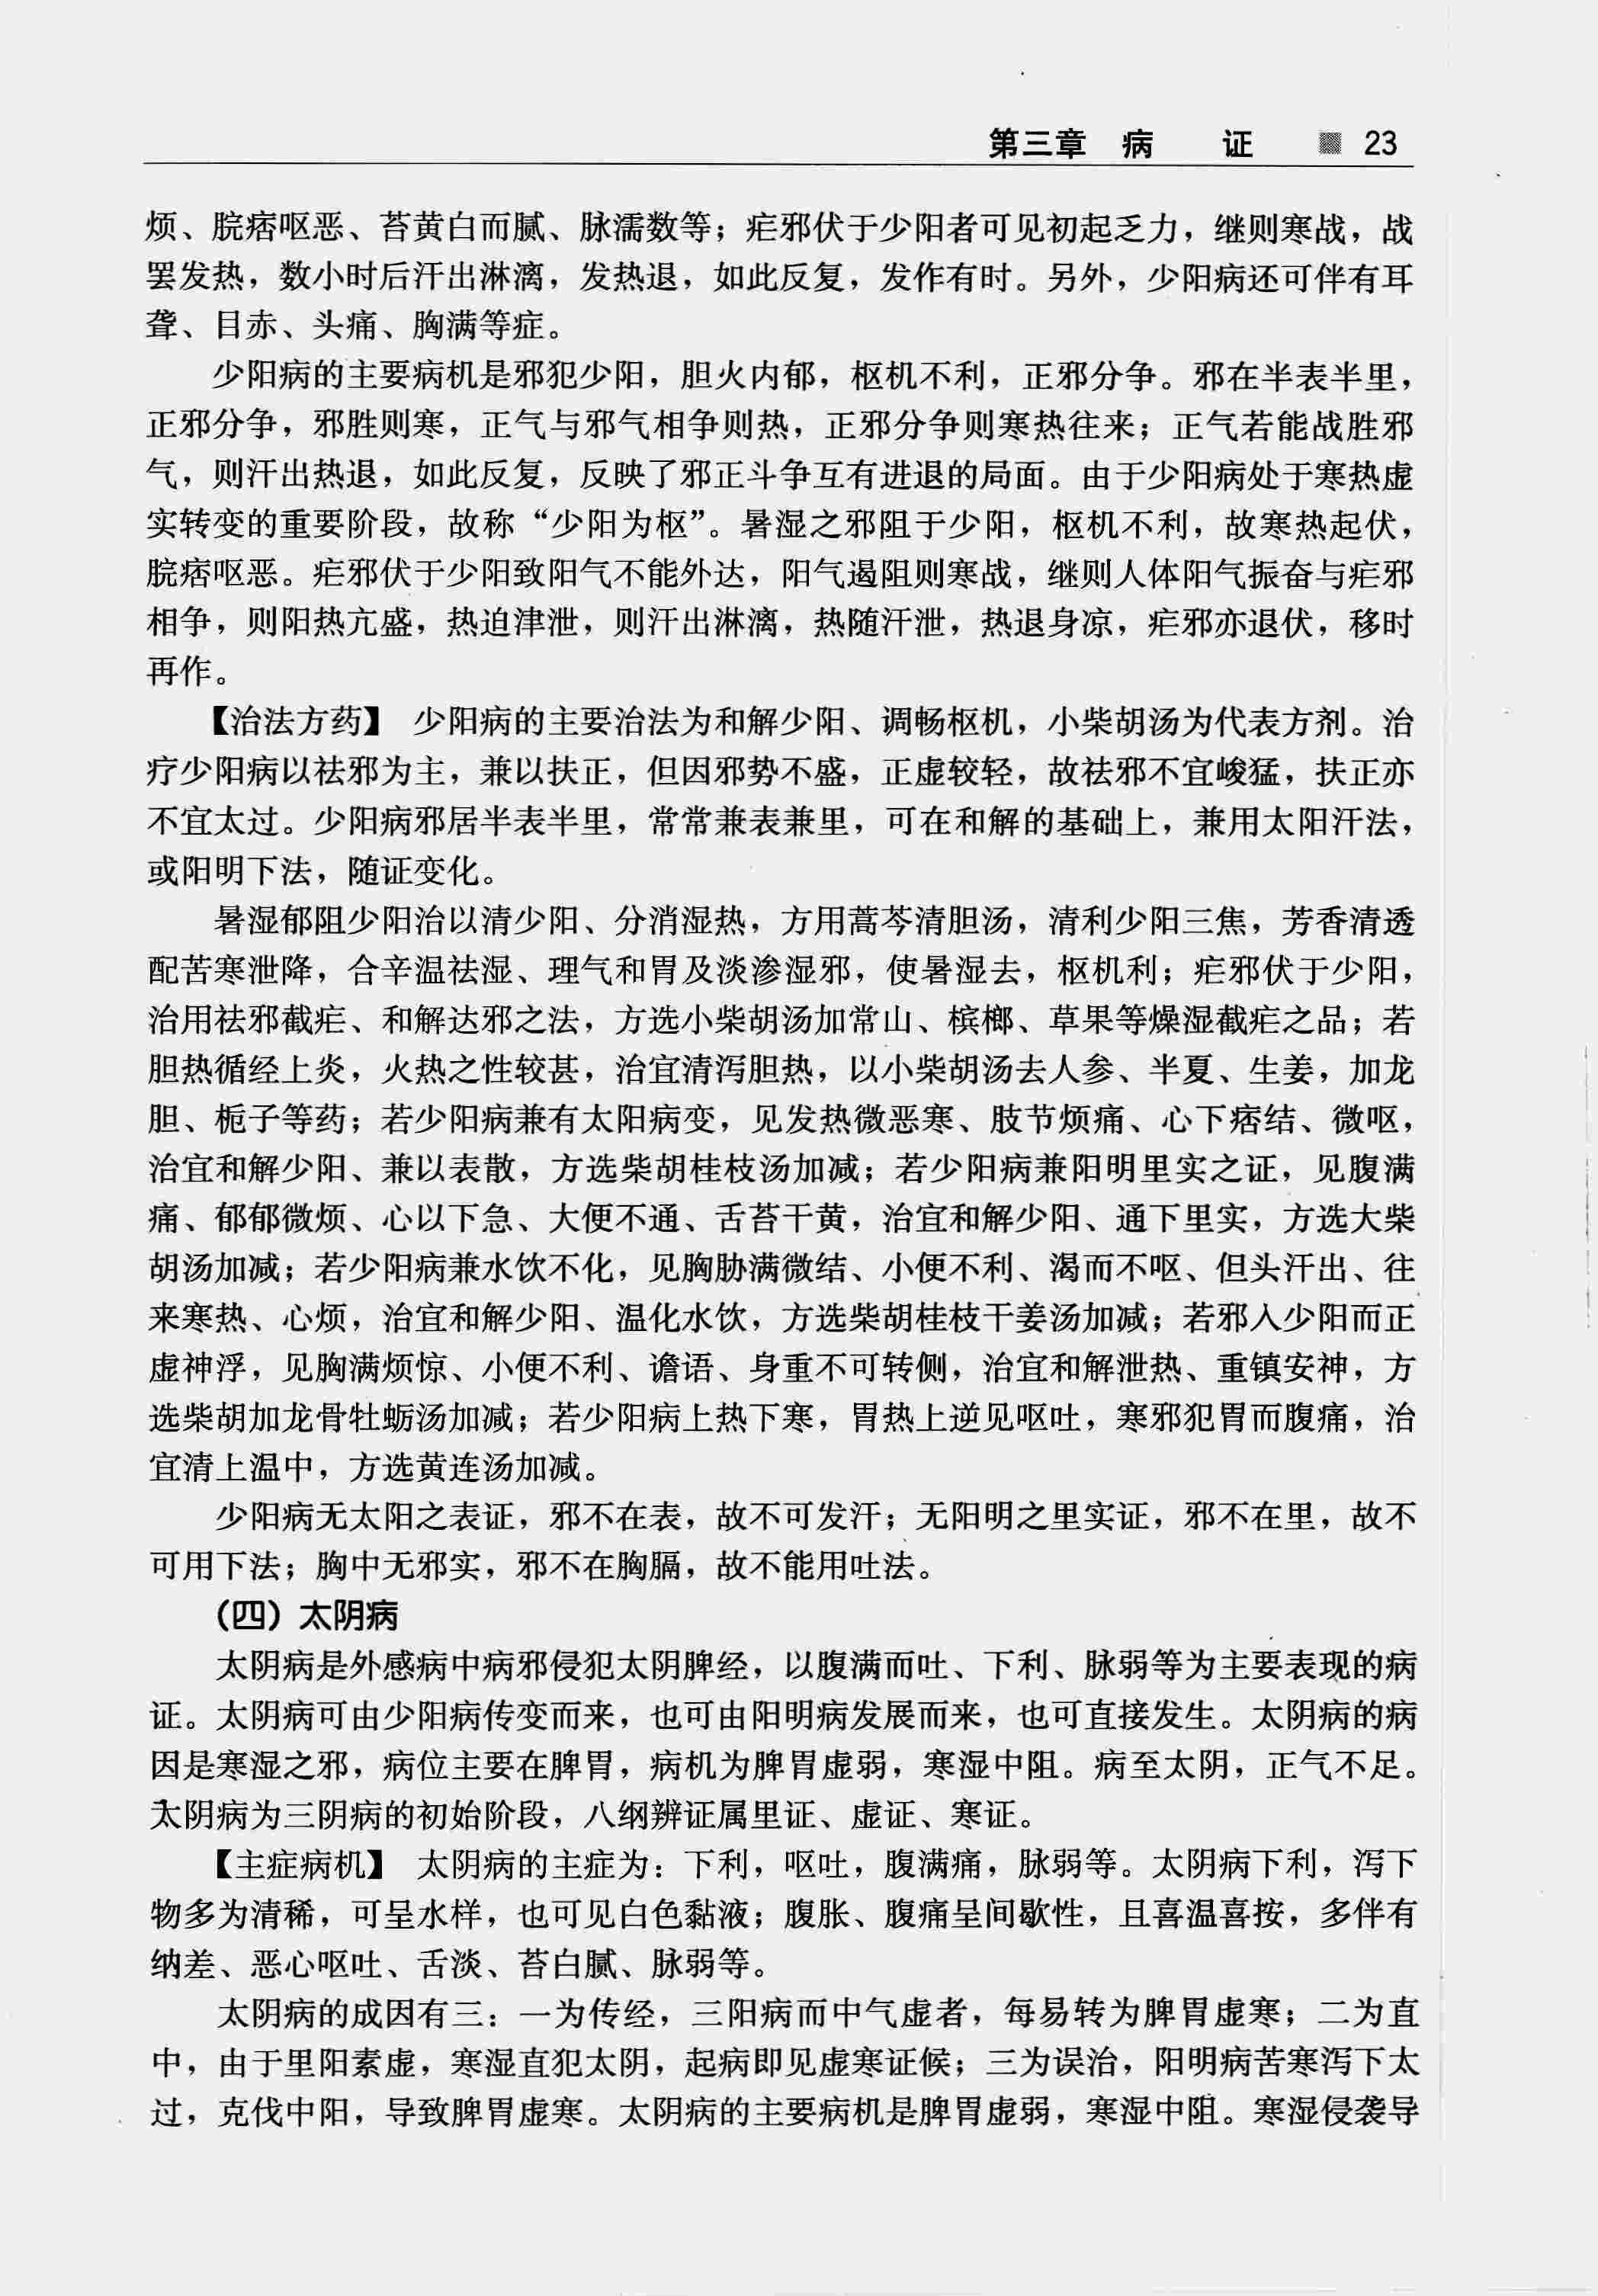 第三章 病 证 ▩ 23
烦、脘痞呕恶、苔黄白而腻、脉濡数等；疟邪伏于少阳者可见初起乏力，继则寒战，战
罢发热，数小时后汗出淋漓，发热退，如此反复，发作有时。另外，少阳病还可伴有耳
聋、目赤、头痛、胸满等症。
少阳病的主要病机是邪犯少阳，胆火内郁，枢机不利，正邪分争。邪在半表半里，
正邪分争，邪胜则寒，正气与邪气相争则热，正邪分争则寒热往来；正气若能战胜邪
气，则汗出热退，如此反复，反映了邪正斗争互有进退的局面。由于少阳病处于寒热虚
实转变的重要阶段，故称“少阳为枢”。暑湿之邪阻于少阳，枢机不利，故寒热起伏，
脘痞呕恶。疟邪伏于少阳致阳气不能外达，阳气遏阻则寒战，继则人体阳气振奋与疟邪
相争，则阳热亢盛，热迫津泄，则汗出淋漓，热随汗泄，热退身凉，疟邪亦退伏，移时
再作。
【治法方药】 少阳病的主要治法为和解少阳、调畅枢机，小柴胡汤为代表方剂。治
疗少阳病以祛邪为主，兼以扶正，但因邪势不盛，正虚较轻，故祛邪不宜峻猛，扶正亦
不宜太过。少阳病邪居半表半里，常常兼表兼里，可在和解的基础上，兼用太阳汗法，
或阳明下法，随证变化。
暑湿郁阻少阳治以清少阳、分消湿热，方用蒿芩清胆汤，清利少阳三焦，芳香清透
配苦寒泄降，合辛温祛湿、理气和胃及淡渗湿邪，使暑湿去，枢机利；疟邪伏于少阳，
治用祛邪截疟、和解达邪之法，方选小柴胡汤加常山、槟榔、草果等燥湿截疟之品；若
胆热循经上炎，火热之性较甚，治宜清泻胆热，以小柴胡汤去人参、半夏、生姜，加龙
胆、栀子等药；若少阳病兼有太阳病变，见发热微恶寒、肢节烦痛、心下痞结、微呕，
治宜和解少阳、兼以表散，方选柴胡桂枝汤加减；若少阳病兼阳明里实之证，见腹满
痛、郁郁微烦、心以下急、大便不通、舌苔干黄，治宜和解少阳、通下里实，方选大柴
胡汤加减；若少阳病兼水饮不化，见胸胁满微结、小便不利、渴而不呕、但头汗出、往
来寒热、心烦，治宜和解少阳、温化水饮，方选柴胡桂枝干姜汤加减；若邪入少阳而正
虚神浮，见胸满烦惊、小便不利、谵语、身重不可转侧，治宜和解泄热、重镇安神，方
选柴胡加龙骨牡蛎汤加减；若少阳病上热下寒，胃热上逆见呕吐，寒邪犯胃而腹痛，治
宜清上温中，方选黄连汤加减。
少阳病无太阳之表证，邪不在表，故不可发汗；无阳明之里实证，邪不在里，故不
可用下法；胸中无邪实，邪不在胸膈，故不能用吐法。
（四）太阴病
太阴病是外感病中病邪侵犯太阴脾经，以腹满而吐、下利、脉弱等为主要表现的病
证。太阴病可由少阳病传变而来，也可由阳明病发展而来，也可直接发生。太阴病的病
因是寒湿之邪，病位主要在脾胃，病机为脾胃虚弱，寒湿中阻。病至太阴，正气不足。
太阴病为三阴病的初始阶段，八纲辨证属里证、虚证、寒证。
【主症病机】 太阴病的主症为：下利，呕吐，腹满痛，脉弱等。太阴病下利，泻下
物多为清稀，可呈水样，也可见白色黏液；腹胀、腹痛呈间歇性，且喜温喜按，多伴有
纳差、恶心呕吐、舌淡、苔白腻、脉弱等。
太阴病的成因有三：一为传经，三阳病而中气虚者，每易转为脾胃虚寒；二为直
中，由于里阳素虚，寒湿直犯太阴，起病即见虚寒证候；三为误治，阳明病苦寒泻下太
过，克伐中阳，导致脾胃虚寒。太阴病的主要病机是脾胃虚弱，寒湿中阻。寒湿侵袭导